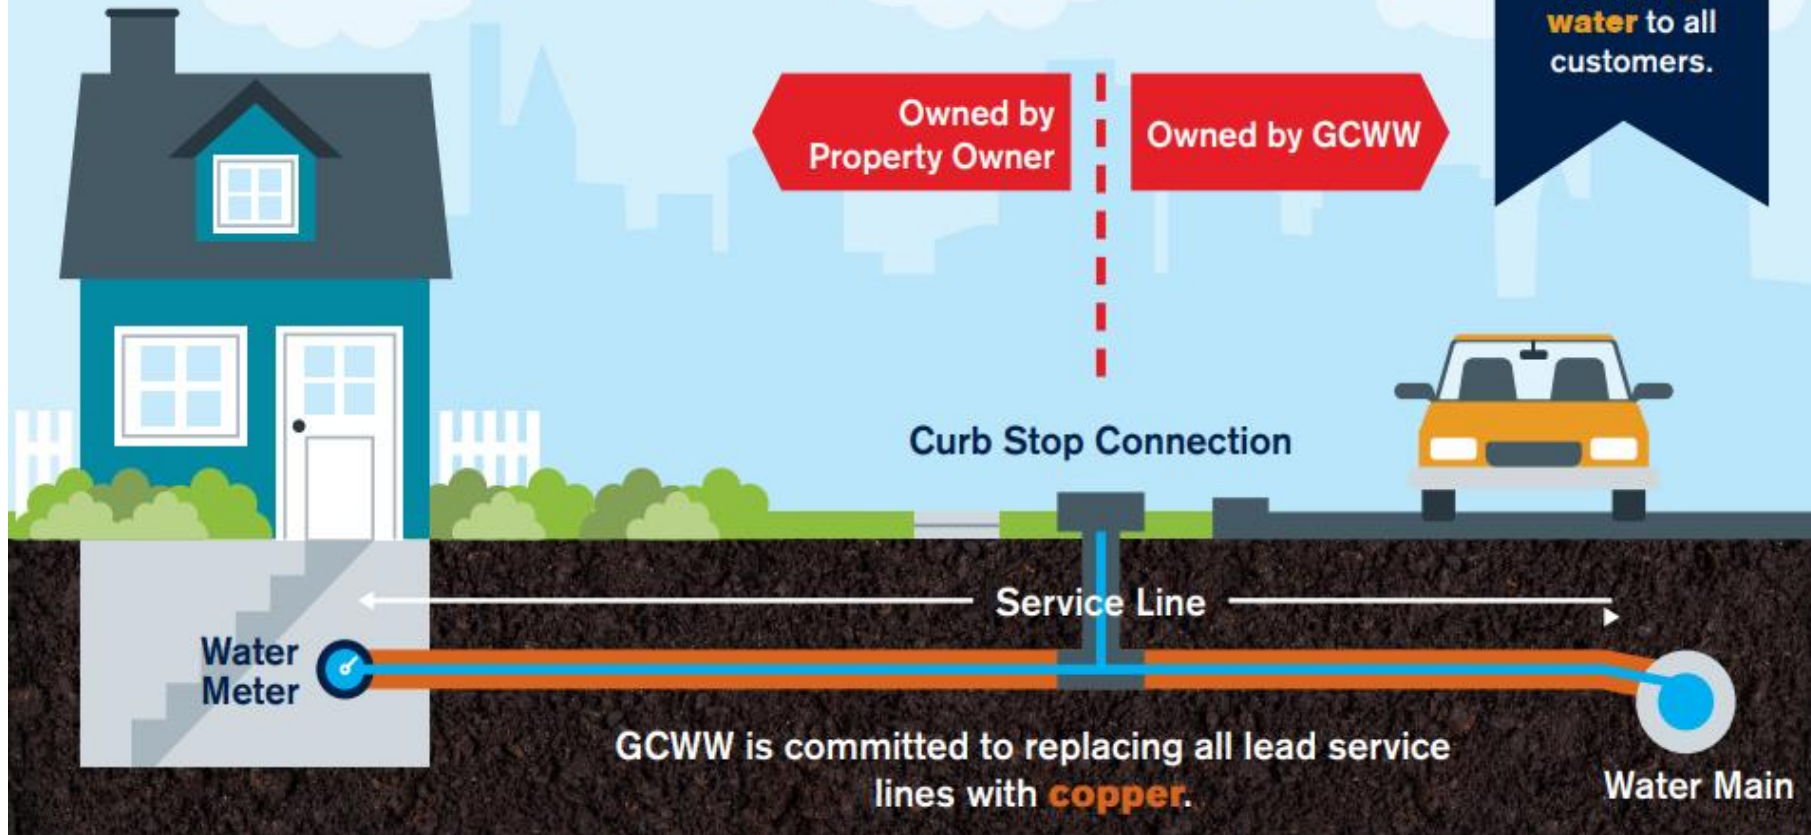 water to all
customers.
Owned by
Property Owner
Owned by GCWW
Curb Stop Connection
Service Line
Water
Meter
GCWW is committed to replacing all lead service
lines with copper.
Water Main